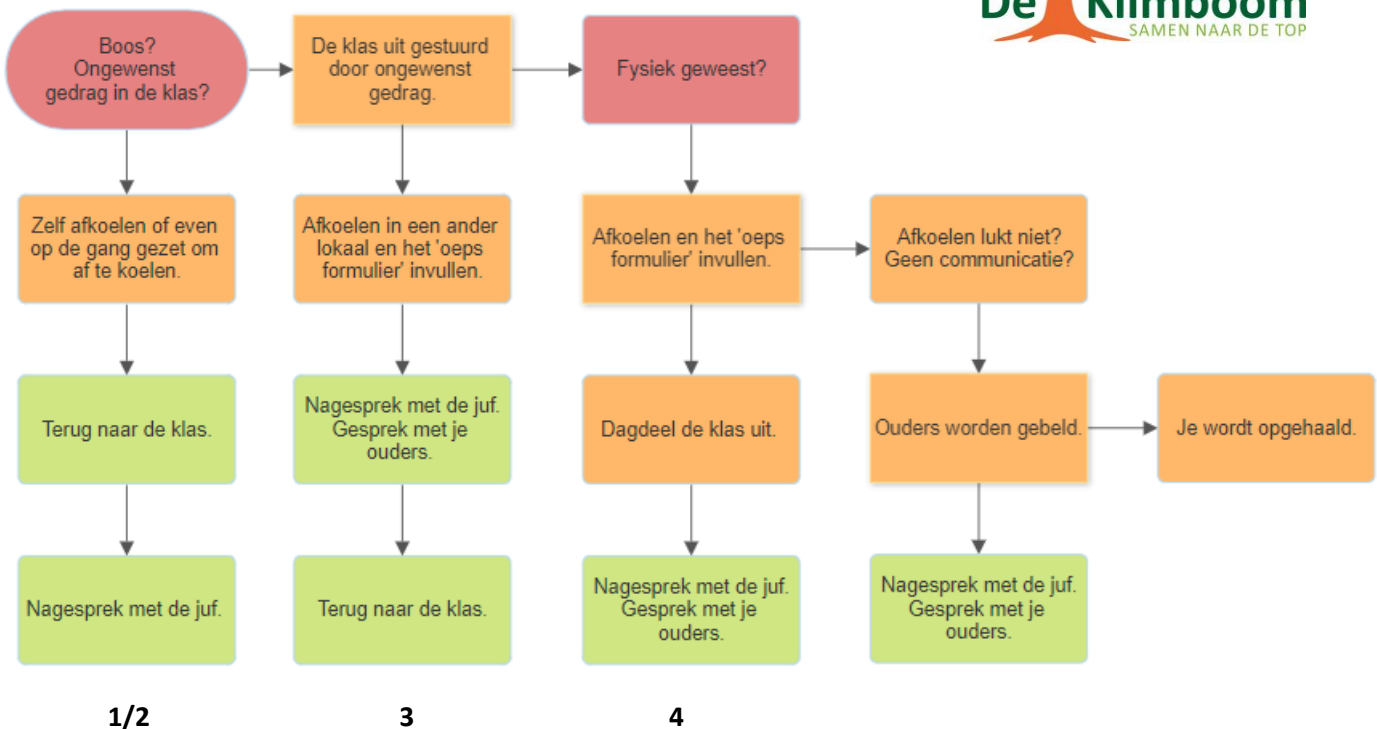 De Klimboom
SAMEN NAAR DE TOP
Boos?
Ongewenst
gedrag in de klas?
De klas uit gestuurd
door ongewenst
gedrag.
Fysiek geweest?
Zelf afkoelen of even
op de gang gezet om
af te koelen.
Afkoelen in een ander
lokaal en het 'oeps
formulier' invullen.
Afkoelen en het 'oeps
formulier' invullen.
Afkoelen lukt niet?
Geen communicatie?
Terug naar de klas.
Nagesprek met de juf.
Gesprek met je
ouders.
Dagdeel de klas uit.
Ouders worden gebeld.
Je wordt opgehaald.
Nagesprek met de juf.
Terug naar de klas.
Nagesprek met de juf.
Gesprek met je
ouders.
Nagesprek met de juf.
Gesprek met je
ouders.
1/2
3
4